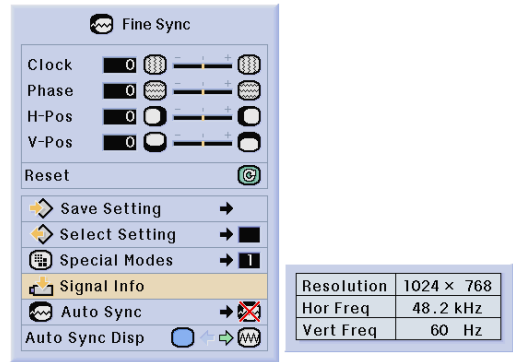 Fine Sync
Clock 0
Phase 0
H-Pos 0
V-Pos 0
Reset
Save Setting
Select Setting
Special Modes 1
Signal Info
Auto Sync
Auto Sync Disp
Resolution 1024 × 768
Hor Freq 48.2 kHz
Vert Freq 60 Hz